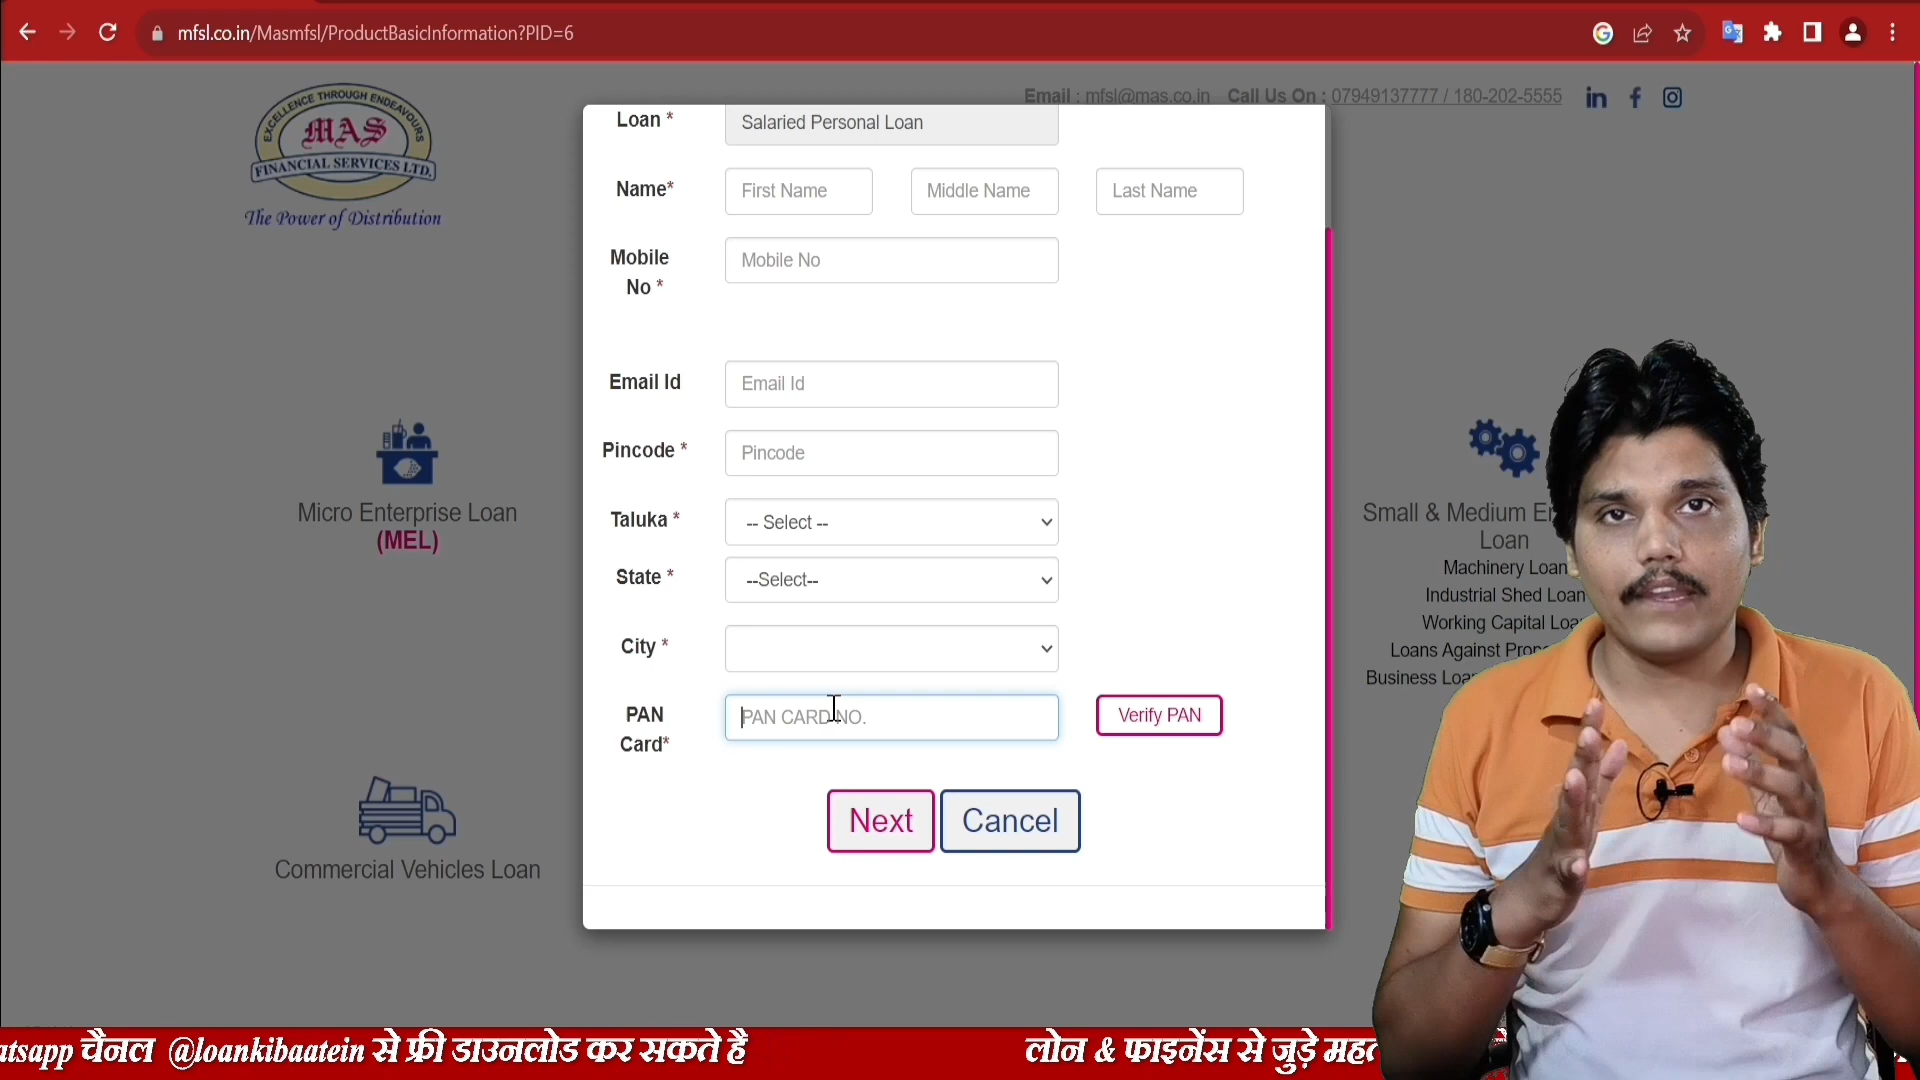 mfsl.co.in/Masmfsl/ProductBasicInformation?PID=6
EXCELLENCE THROUGH ENDEAVOURS
MAS
FINANCIAL SERVICES LTD.
The Power of Distribution
Email : mfsl@mas.co.in Call Us On : 07949137777 / 180-202-5555
Loan * Salaried Personal Loan
Name* First Name Middle Name Last Name
Mobile No * Mobile No
Email Id Email Id
Pincode * Pincode
Taluka * -- Select --
State * --Select--
City *
PAN Card* PAN CARD NO. Verify PAN
Next Cancel
Micro Enterprise Loan
(MEL)
Commercial Vehicles Loan
Small & Medium
Loan
Machinery Loan
Industrial Shed Loan
Working Capital
Loans Against
Business
चैनल @loankibaatein से फ्री डाउनलोड कर सकते हैं
लोन & फाइनेंस से जुड़े